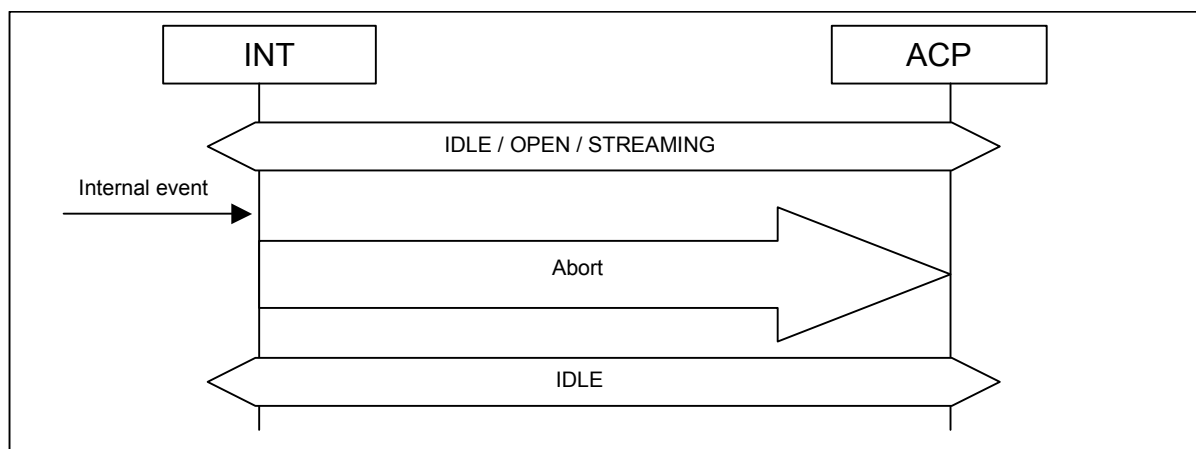 INT
ACP
IDLE / OPEN / STREAMING
Internal event
Abort
IDLE